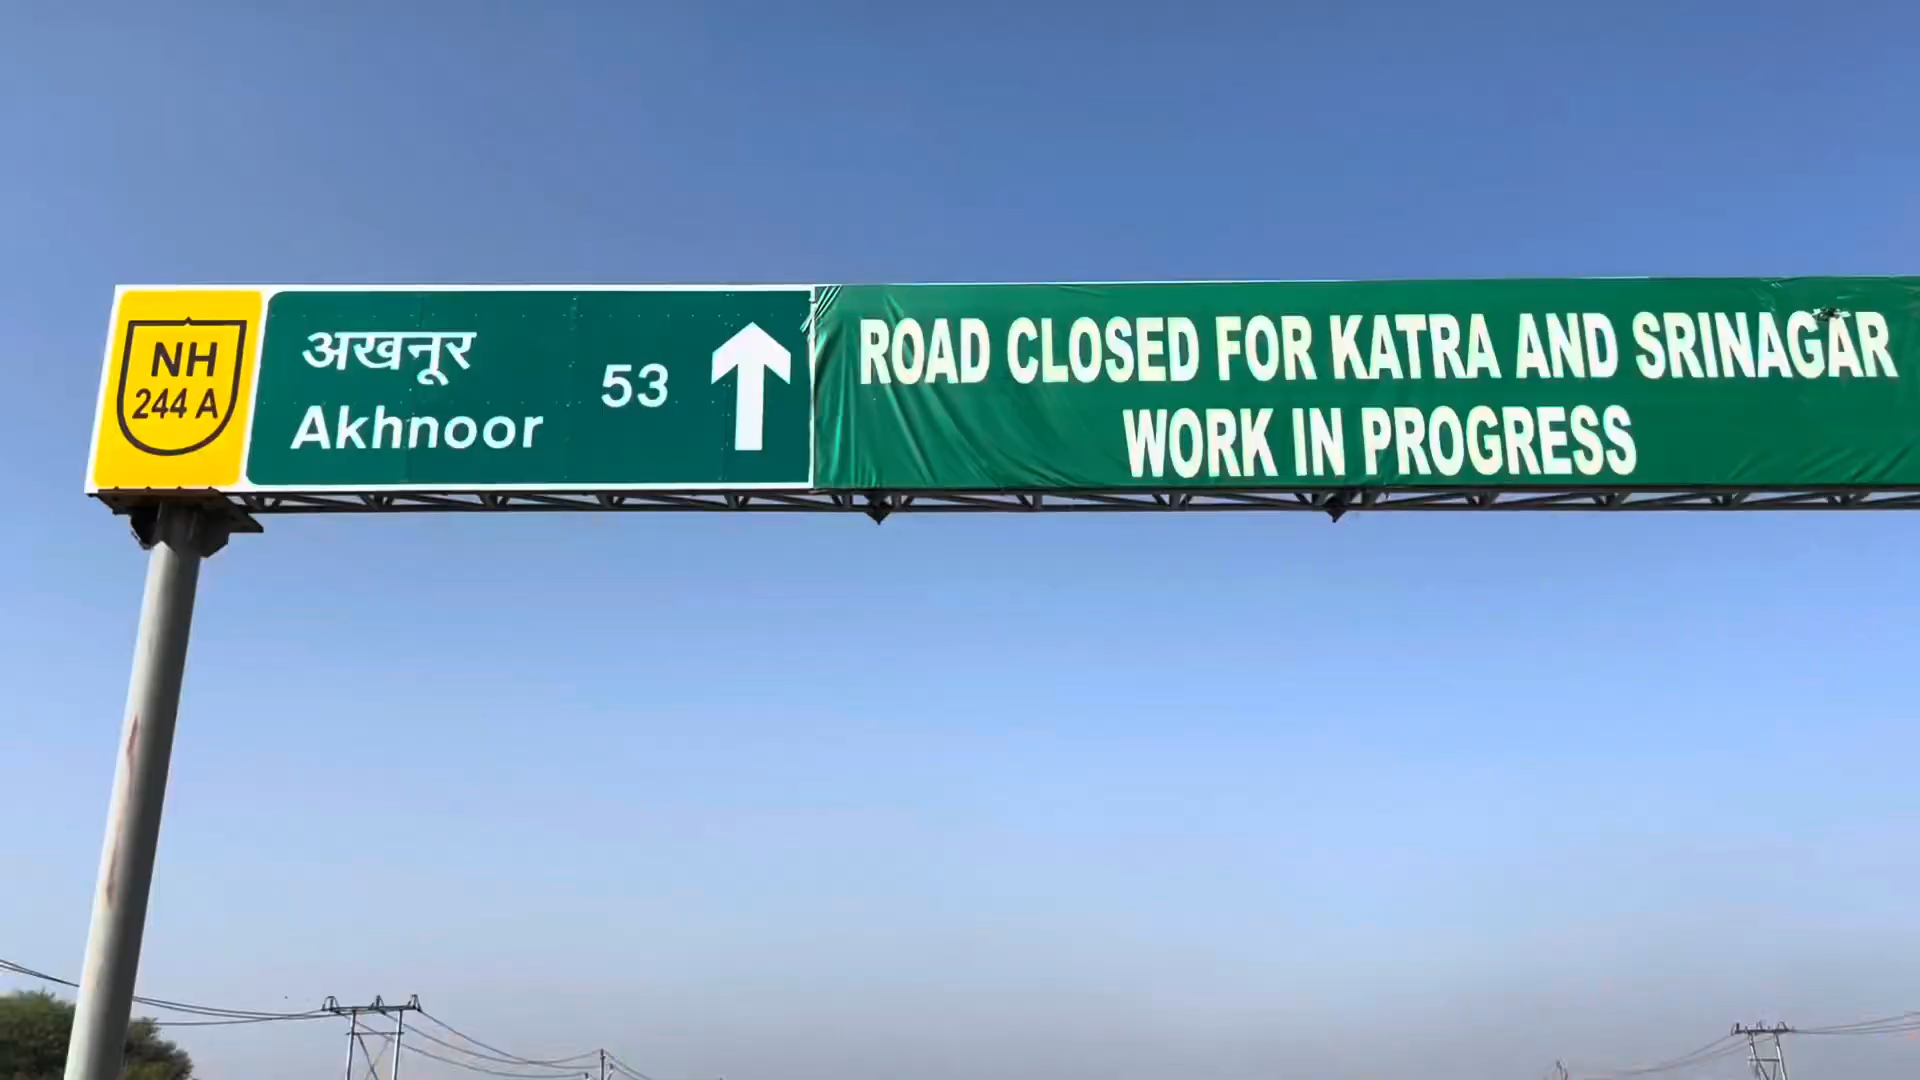 NH
244 A
अखनूर
Akhnoor
53
ROAD CLOSED FOR KATRA AND SRINAGAR
WORK IN PROGRESS